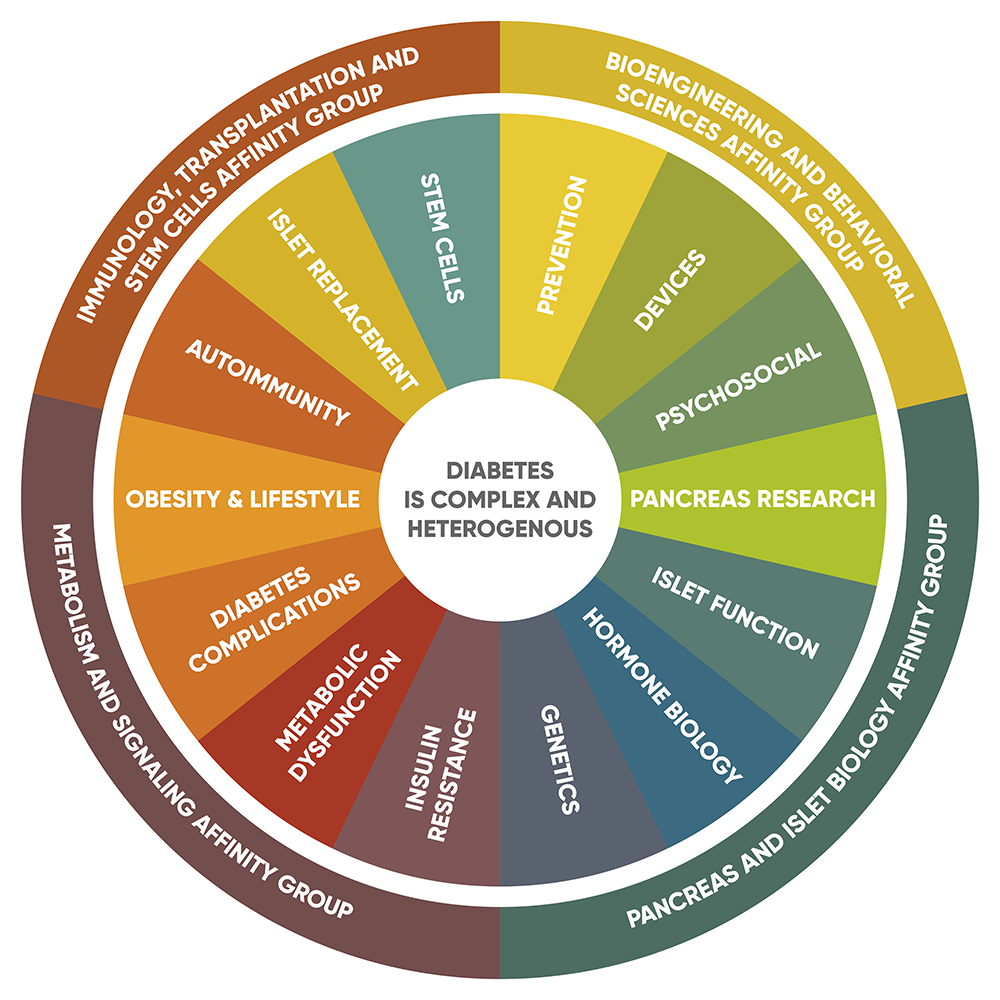 IMMUNOLOGY, TRANSPLANTATION AND
STEM CELLS AFFINITY GROUP
BIOENGINEERING AND BEHAVIORAL
SCIENCES AFFINITY GROUP
PANCREAS AND ISLET BIOLOGY AFFINITY GROUP
METABOLISM AND SIGNALING AFFINITY GROUP
PREVENTION
DEVICES
PSYCHOSOCIAL
PANCREAS RESEARCH
ISLET FUNCTION
HORMONE BIOLOGY
GENETICS
INSULIN
RESISTANCE
METABOLIC
DYSFUNCTION
DIABETES
COMPLICATIONS
OBESITY & LIFESTYLE
AUTOIMMUNITY
ISLET REPLACEMENT
STEM CELLS
DIABETES
IS COMPLEX AND
HETEROGENOUS